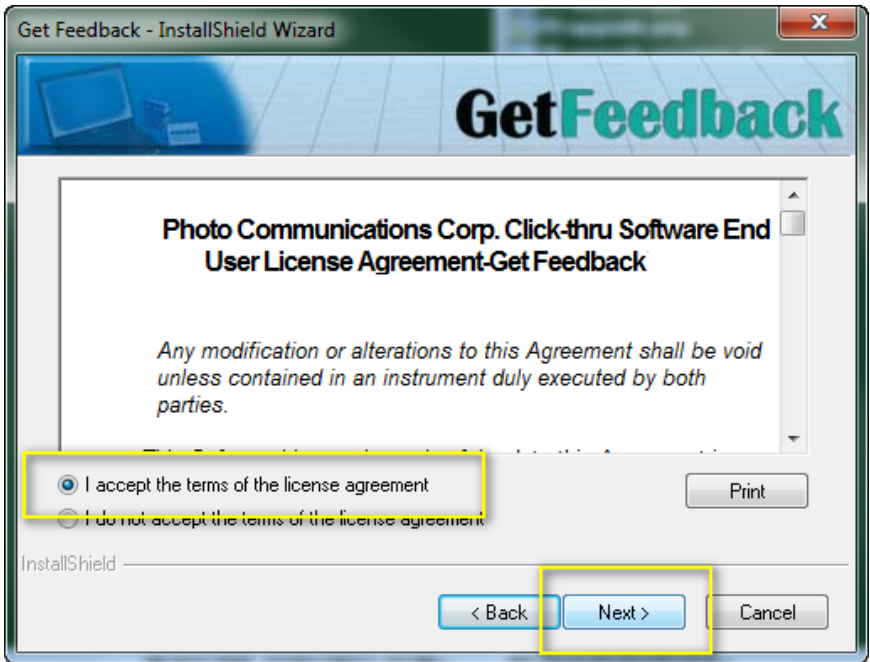 Get Feedback - InstallShield Wizard
GetFeedback
Photo Communications Corp. Click-thru Software End
User License Agreement-Get Feedback
Any modification or alterations to this Agreement shall be void
unless contained in an instrument duly executed by both
parties.
I accept the terms of the license agreement
Print
I do not accept the terms of the license agreement
InstallShield
< Back
Next >
Cancel